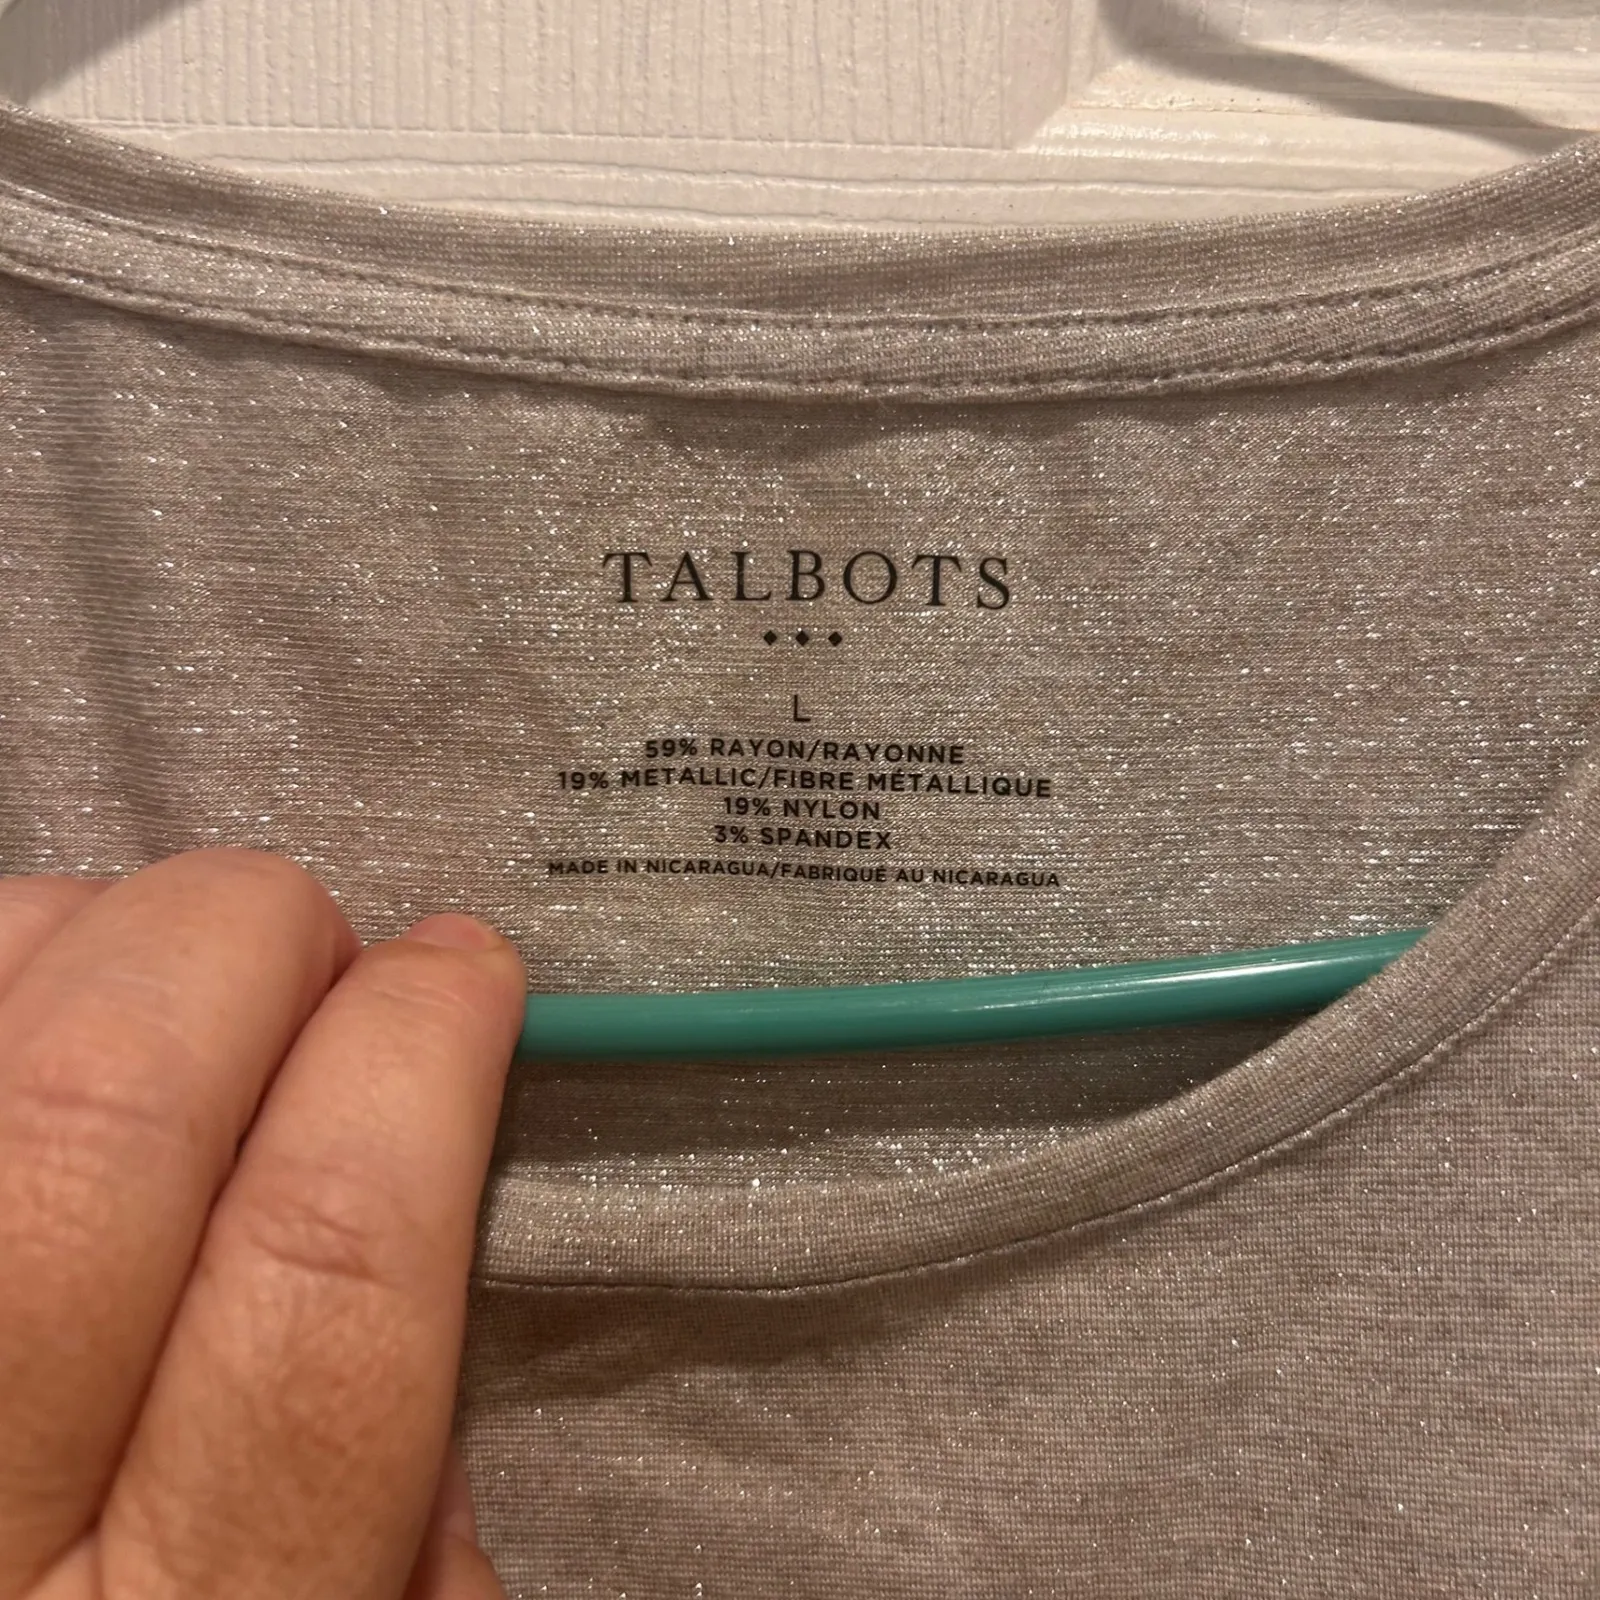 TALBOTS
L
59% RAYON/RAYONNE
19% METALLIC/FIBRE MÉTALLIQUE
19% NYLON
3% SPANDEX
MADE IN NICARAGUA/FABRIQUÉ AU NICARAGUA